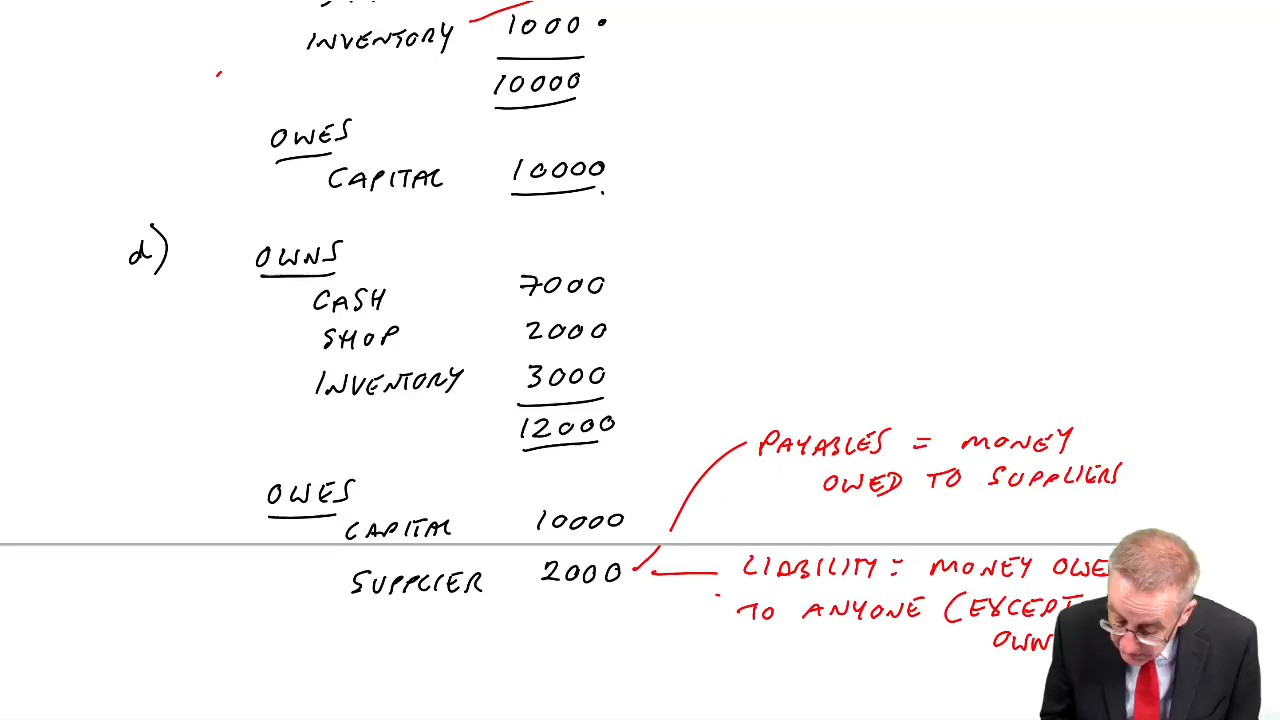 INVENTORY 1000
10000
OWES
CAPITAL 10000
d) OWNS
CASH 7000
SHOP 2000
INVENTORY 3000
12000
PAYABLES = MONEY
OWED TO SUPPLIERS
OWES
CAPITAL 10000
SUPPLIER 2000
LIABILITY = MONEY OWE
TO ANYONE (EXCEPT
OWN